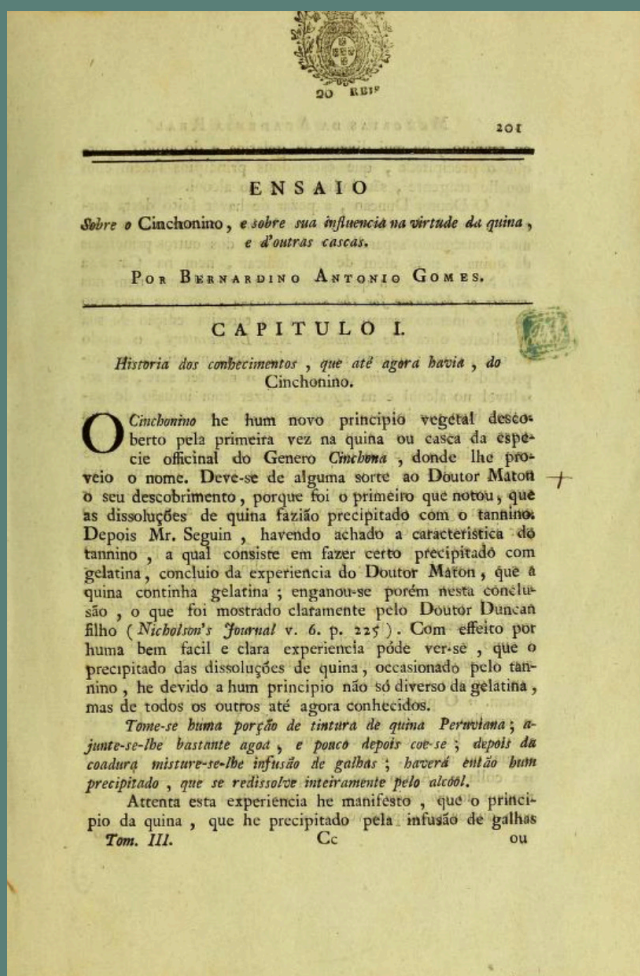 20 REIS
201
ENSAIO
Sobre o Cinchonino, e sobre sua influencia na virtude da quina,
e d'outras cascas.
POR BERNARDINO ANTONIO GOMES.
CAPITULO I.
Historia dos conhecimentos, que até agora havia, do
Cinchonino.
O Cinchonino he hum novo principio vegetal desco-
berto pela primeira vez na quina ou casca da espe-
cie officinal do Genero Cinchona, donde lhe pro-
veio o nome. Deve-se de alguma sorte ao Doutor Maton
o seu descobrimento, porque foi o primeiro que notou, que
as dissoluções de quina fazião precipitado com o tannino.
Depois Mr. Seguin, havendo achado a caracteristica do
tannino, a qual consiste em fazer certo precipitado com
gelatina, concluio da experiencia do Doutor Maton, que a
quina continha gelatina; enganou-se porém nesta conclu-
são, o que foi mostrado claramente pelo Doutor Duncan
filho (Nicholson's Journal v. 6. p. 225). Com effeito por
huma bem facil e clara experiencia póde ver-se, que o
precipitado das dissoluções de quina, occasionado pelo tan-
nino, he devido a hum principio não só diverso da gelatina,
mas de todos os outros até agora conhecidos.
Tome-se huma porção de tintura de quina Peruviana; a-
junte-se-lhe bastante agoa, e pouco depois coe-se; depois da
coadura misture-se-lhe infusão de galhas; haverá então hum
precipitado, que se redissolve inteiramente pelo alcóol.
Attenta esta experiencia he manifesto, que o princi-
pio da quina, que he precipitado pela infusão de galhas
Tom. III. Cc ou